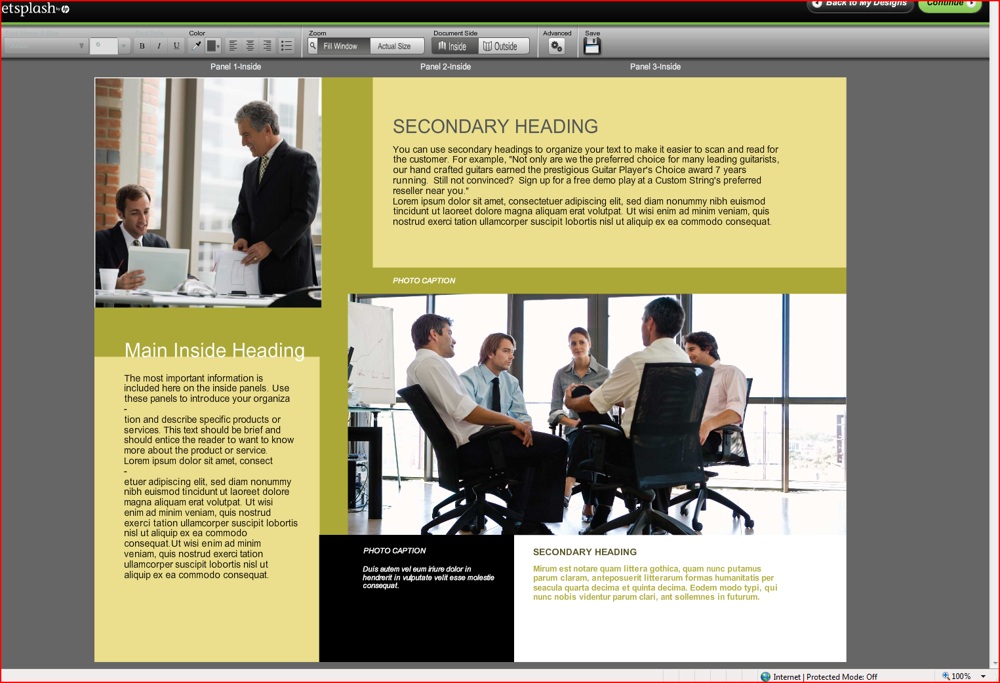 etsplash by hp
Back to My Designs
Continue
Color
Zoom
Document Side
Advanced
Save
6
B I U
Fill Window
Actual Size
Inside
Outside
Panel 1-Inside
Panel 2-Inside
Panel 3-Inside
SECONDARY HEADING
You can use secondary headings to organize your text to make it easier to scan and read for
the customer. For example, "Not only are we the preferred choice for many leading guitarists,
our hand crafted guitars earned the prestigious Guitar Player's Choice award 7 years
running.  Still not convinced?  Sign up for a free demo play at a Custom String's preferred
reseller near you."
Lorem ipsum dolor sit amet, consectetuer adipiscing elit, sed diam nonummy nibh euismod
tincidunt ut laoreet dolore magna aliquam erat volutpat. Ut wisi enim ad minim veniam, quis
nostrud exerci tation ullamcorper suscipit lobortis nisl ut aliquip ex ea commodo consequat.
PHOTO CAPTION
Main Inside Heading
The most important information is
included here on the inside panels. Use
these panels to introduce your organiza
-
tion and describe specific products or
services. This text should be brief and
should entice the reader to want to know
more about the product or service.
Lorem ipsum dolor sit amet, consect
-
etuer adipiscing elit, sed diam nonummy
nibh euismod tincidunt ut laoreet dolore
magna aliquam erat volutpat. Ut wisi
enim ad minim veniam, quis nostrud
exerci tation ullamcorper suscipit lobortis
nisl ut aliquip ex ea commodo
consequat.Ut wisi enim ad minim
veniam, quis nostrud exerci tation
ullamcorper suscipit lobortis nisl ut
aliquip ex ea commodo consequat.
PHOTO CAPTION
Duis autem vel eum iriure dolor in
hendrerit in vulputate velit esse molestie
consequat.
SECONDARY HEADING
Mirum est notare quam littera gothica, quam nunc putamus
parum claram, anteposuerit litterarum formas humanitatis per
seacula quarta decima et quinta decima. Eodem modo typi, qui
nunc nobis videntur parum clari, ant sollemnes in futurum.
Internet | Protected Mode: Off
100%